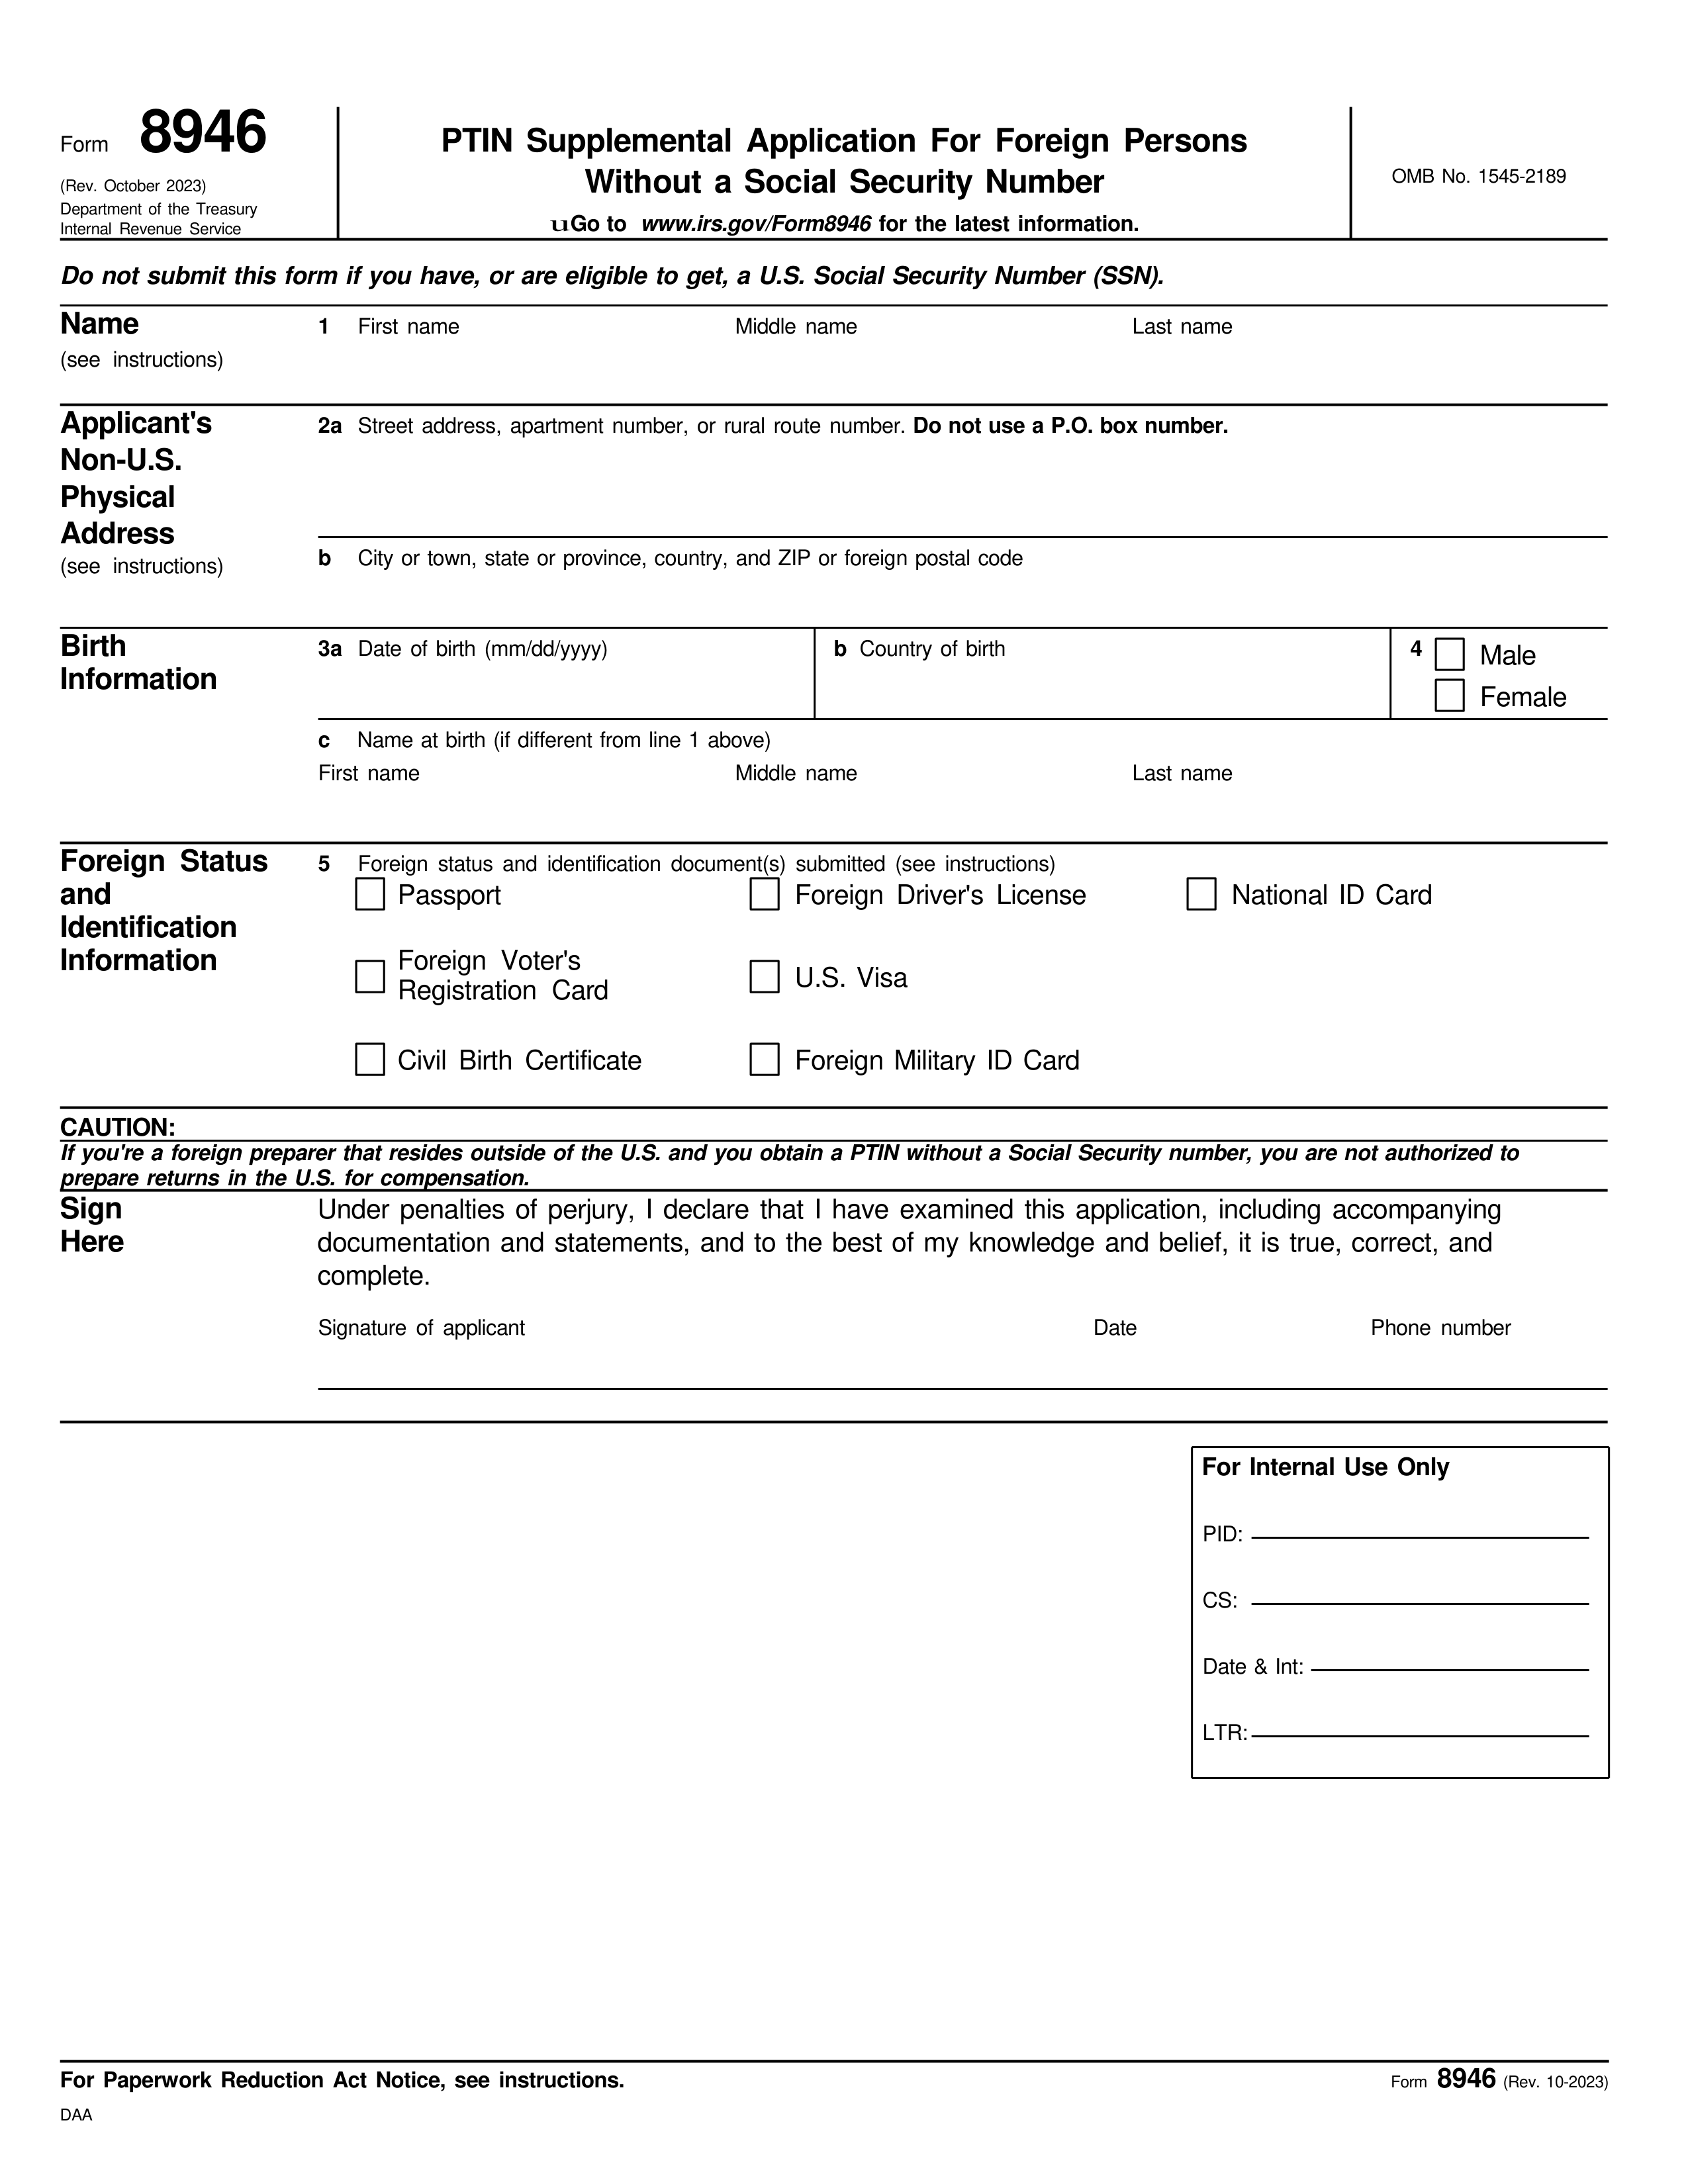 Form 8946
(Rev. October 2023)
Department of the Treasury
Internal Revenue Service
PTIN Supplemental Application For Foreign Persons
Without a Social Security Number
uGo to www.irs.gov/Form8946 for the latest information.
OMB No. 1545-2189
Do not submit this form if you have, or are eligible to get, a U.S. Social Security Number (SSN).
Name
(see instructions)
1 First name Middle name Last name
Applicant's
Non-U.S.
Physical
Address
(see instructions)
2a Street address, apartment number, or rural route number. Do not use a P.O. box number.
b City or town, state or province, country, and ZIP or foreign postal code
Birth
Information
3a Date of birth (mm/dd/yyyy)
b Country of birth
4 Male
Female
c Name at birth (if different from line 1 above)
First name Middle name Last name
Foreign Status
and
Identification
Information
5 Foreign status and identification document(s) submitted (see instructions)
Passport Foreign Driver's License National ID Card
Foreign Voter's
Registration Card
U.S. Visa
Civil Birth Certificate Foreign Military ID Card
CAUTION:
If you're a foreign preparer that resides outside of the U.S. and you obtain a PTIN without a Social Security number, you are not authorized to
prepare returns in the U.S. for compensation.
Sign
Here
Under penalties of perjury, I declare that I have examined this application, including accompanying
documentation and statements, and to the best of my knowledge and belief, it is true, correct, and
complete.
Signature of applicant Date Phone number
For Internal Use Only
PID:
CS:
Date & Int:
LTR:
For Paperwork Reduction Act Notice, see instructions.
Form 8946 (Rev. 10-2023)
DAA